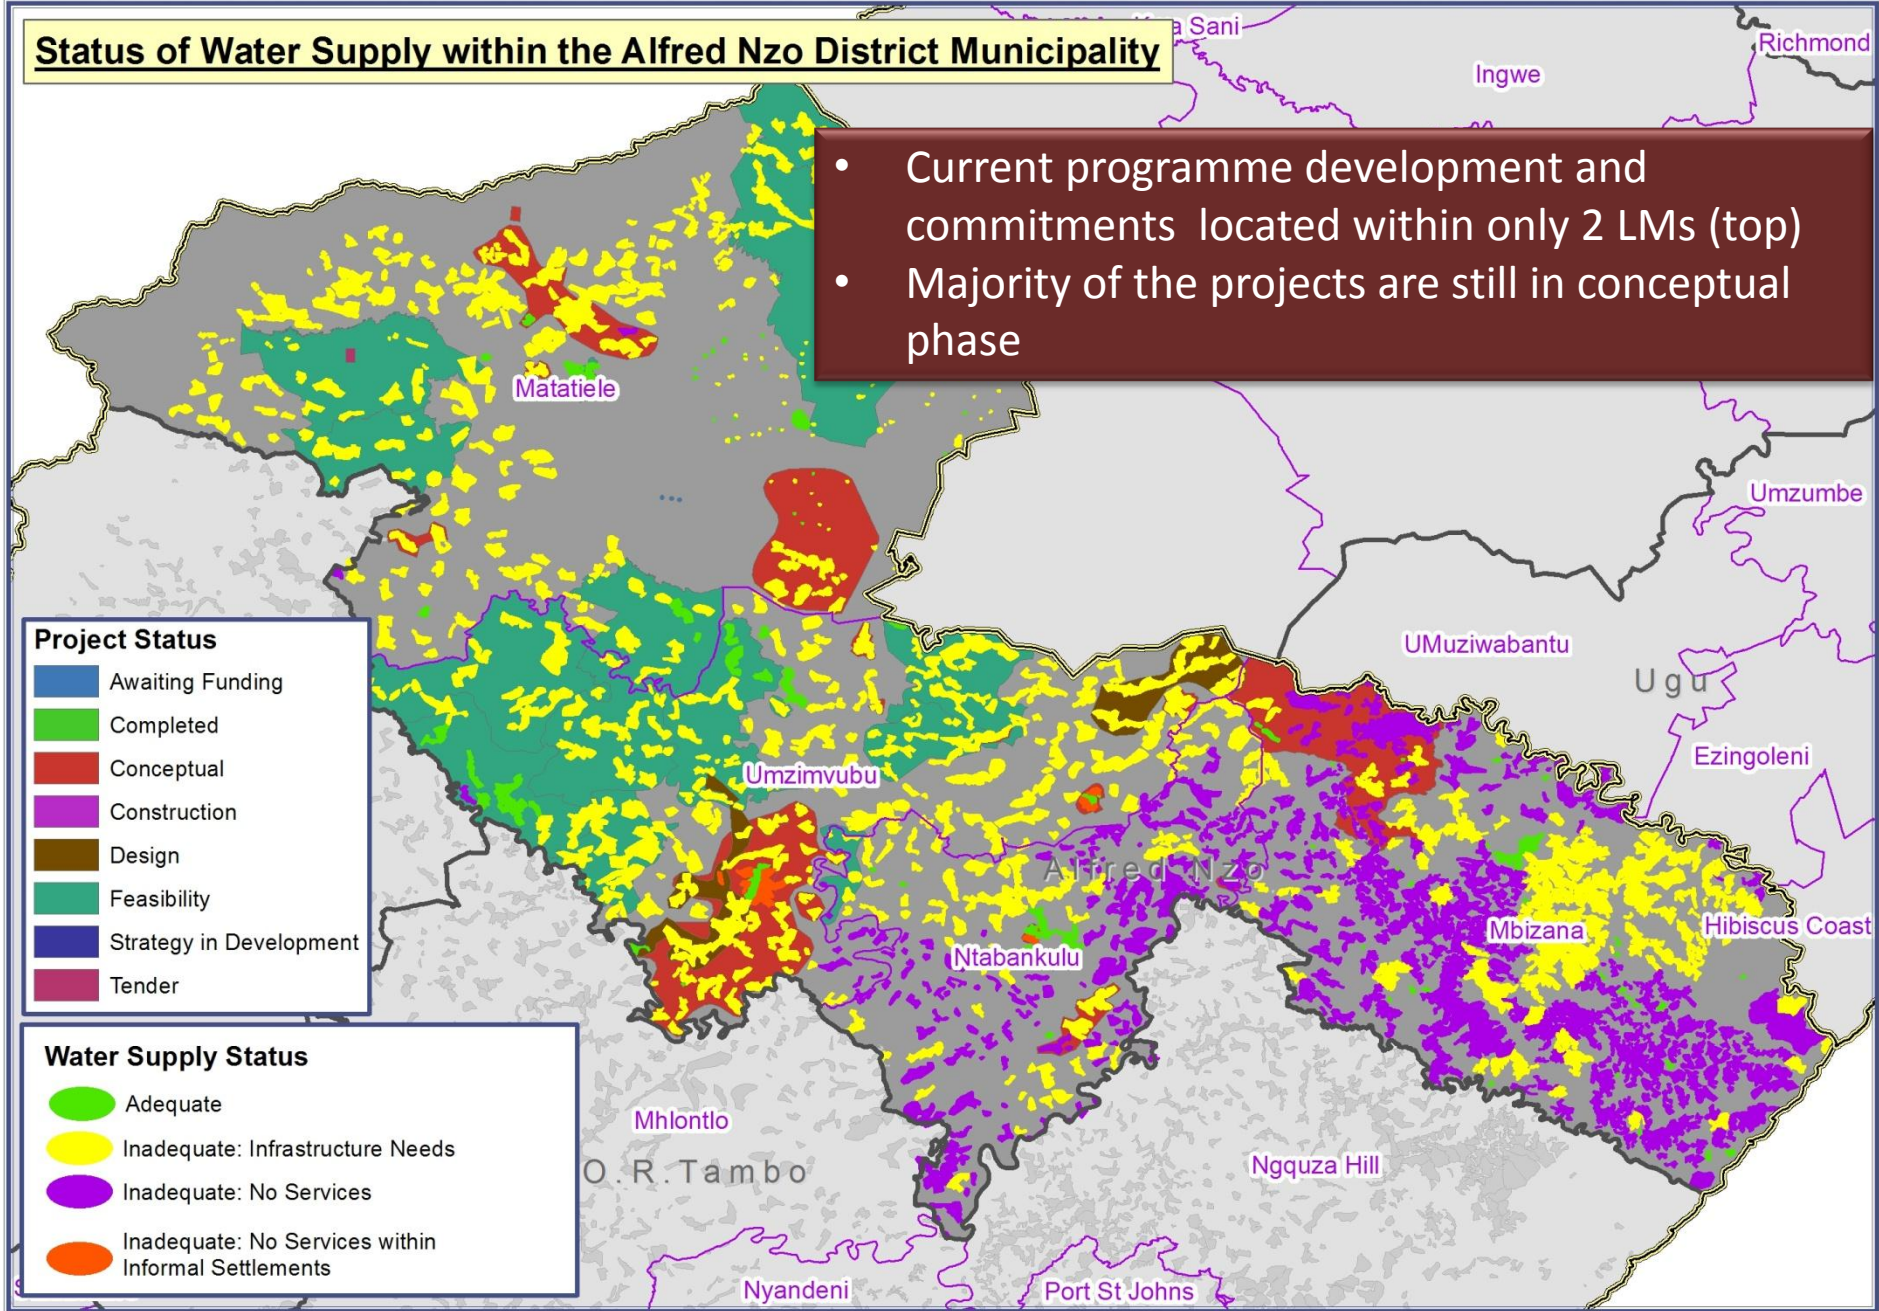 Status of Water Supply within the Alfred Nzo District Municipality
a Sani
Richmond
Ingwe
• Current programme development and
commitments located within only 2 LMs (top)
• Majority of the projects are still in conceptual
phase
Matatiele
Umzumbe
UMuziwabantu
Ugu
Ezingoleni
Umzimvubu
Alfred Nzo
Mbizana
Hibiscus Coast
Ntabankulu
Mhlontlo
O.R.Tambo
Ngquza Hill
Nyandeni
Port St Johns
Project Status
Awaiting Funding
Completed
Conceptual
Construction
Design
Feasibility
Strategy in Development
Tender
Water Supply Status
Adequate
Inadequate: Infrastructure Needs
Inadequate: No Services
Inadequate: No Services within
Informal Settlements